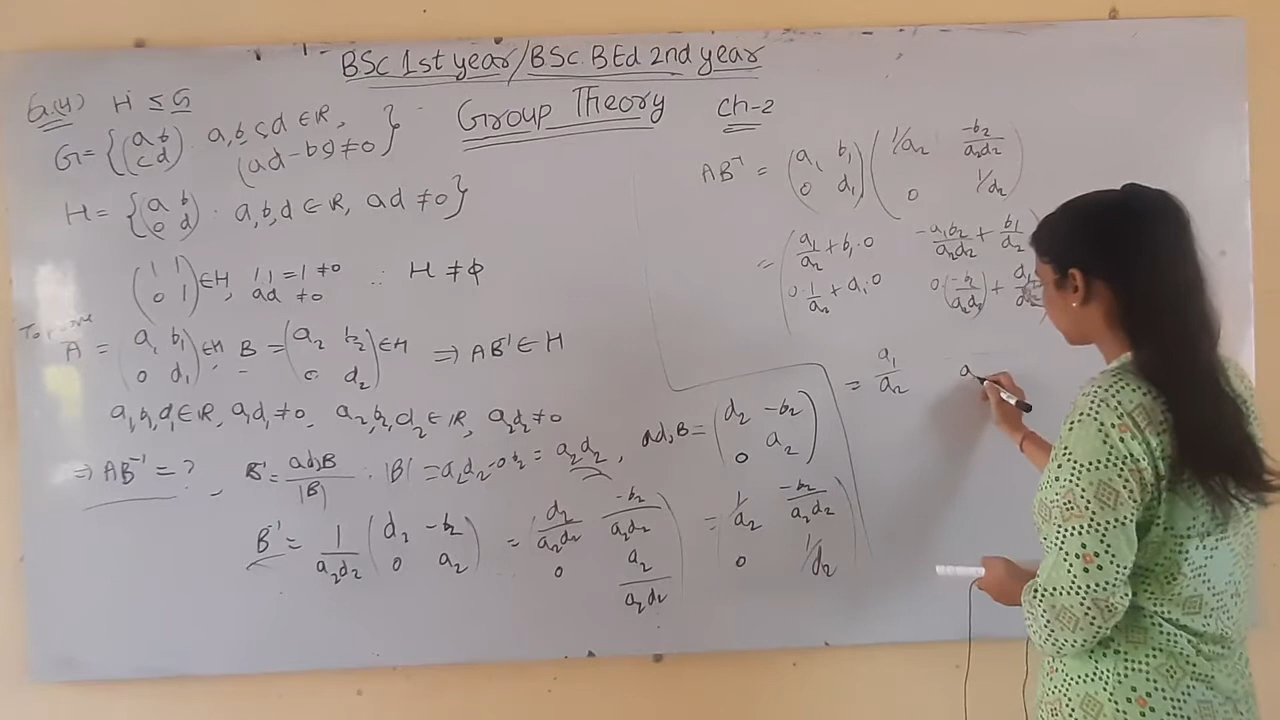 BSc 1st year/BSc. BEd 2nd year
Group Theory Ch-2
Q.(4) H ≤ G
G = {(a b / c d) : a,b,c,d ∈ R, (ad-bc) ≠ 0}
H = {(a b / 0 d) : a,b,d ∈ R, ad ≠ 0}
(1 1 / 0 1) ∈ H, 1.1 = 1 ≠ 0 ∴ H ≠ φ
ad ≠ 0
To prove
A = (a₁ b₁ / 0 d₁) ∈ H, B = (a₂ b₂ / 0 d₂) ∈ H ⇒ AB⁻¹ ∈ H
a₁,b₁,d₁ ∈ R, a₁d₁ ≠ 0, a₂,b₂,d₂ ∈ R, a₂d₂ ≠ 0
⇒ AB⁻¹ = ? B⁻¹ = adjB/|B| : |B| = a₂d₂ - 0·b₂ = a₂d₂, adjB = (d₂ -b₂ / 0 a₂)
B⁻¹ = 1/a₂d₂ (d₂ -b₂ / 0 a₂) = (d₂/a₂d₂ -b₂/a₂d₂ / 0 a₂/a₂d₂) = (1/a₂ -b₂/a₂d₂ / 0 1/d₂)
AB⁻¹ = (a₁ b₁ / 0 d₁) (1/a₂ -b₂/a₂d₂ / 0 1/d₂)
= (a₁/a₂ + b₁·0 -a₁b₂/a₂d₂ + b₁/d₂ / 0·1/a₂ + d₁·0 0·(-b₂/a₂d₂) + d₁/d₂)
= a₁/a₂ a